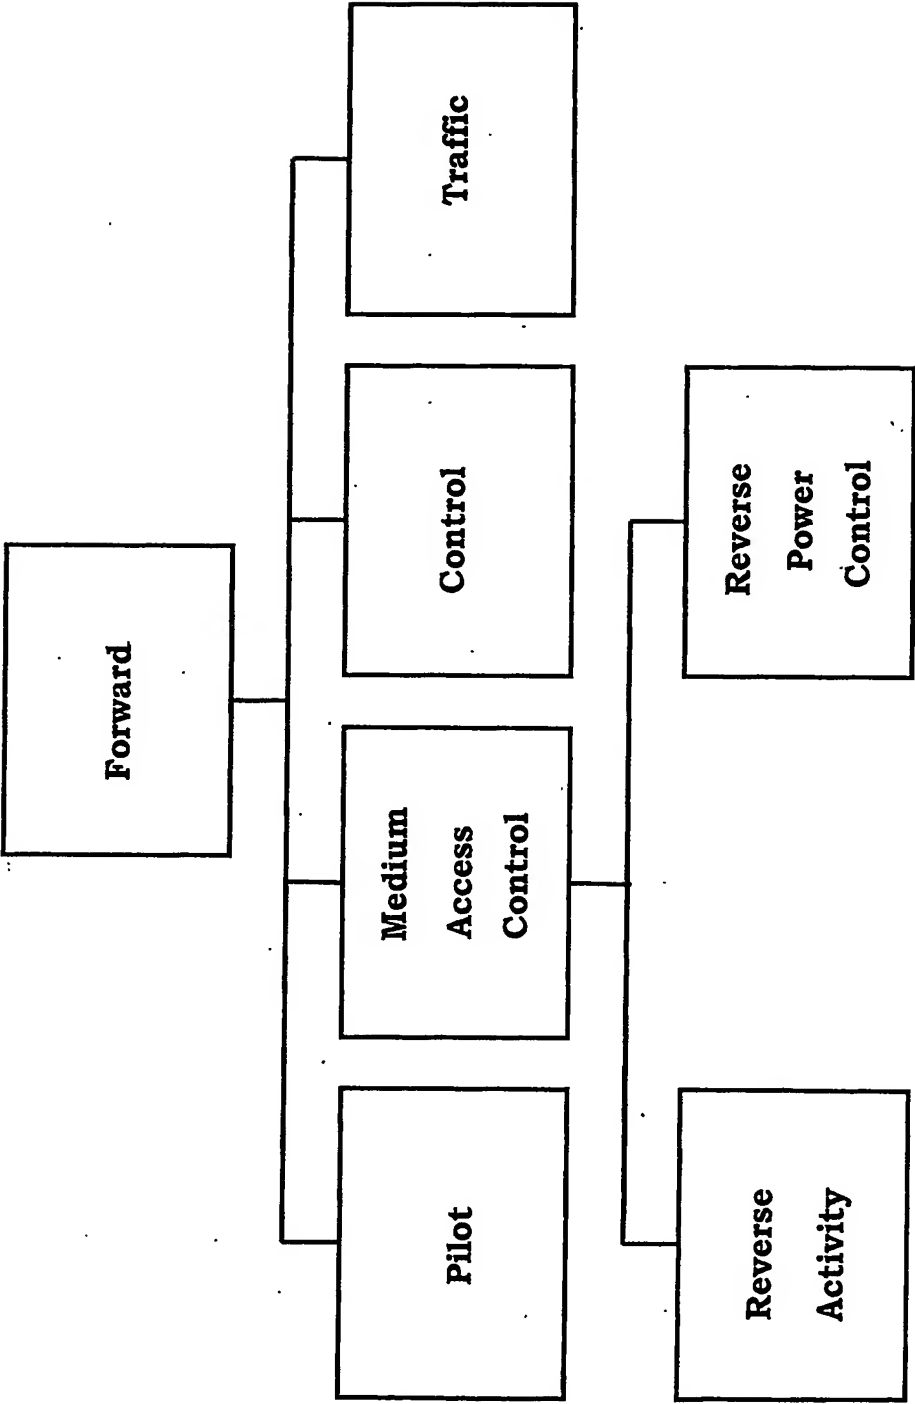 Forward
Pilot
Medium
Access
Control
Control
Traffic
Reverse
Activity
Reverse
Power
Control